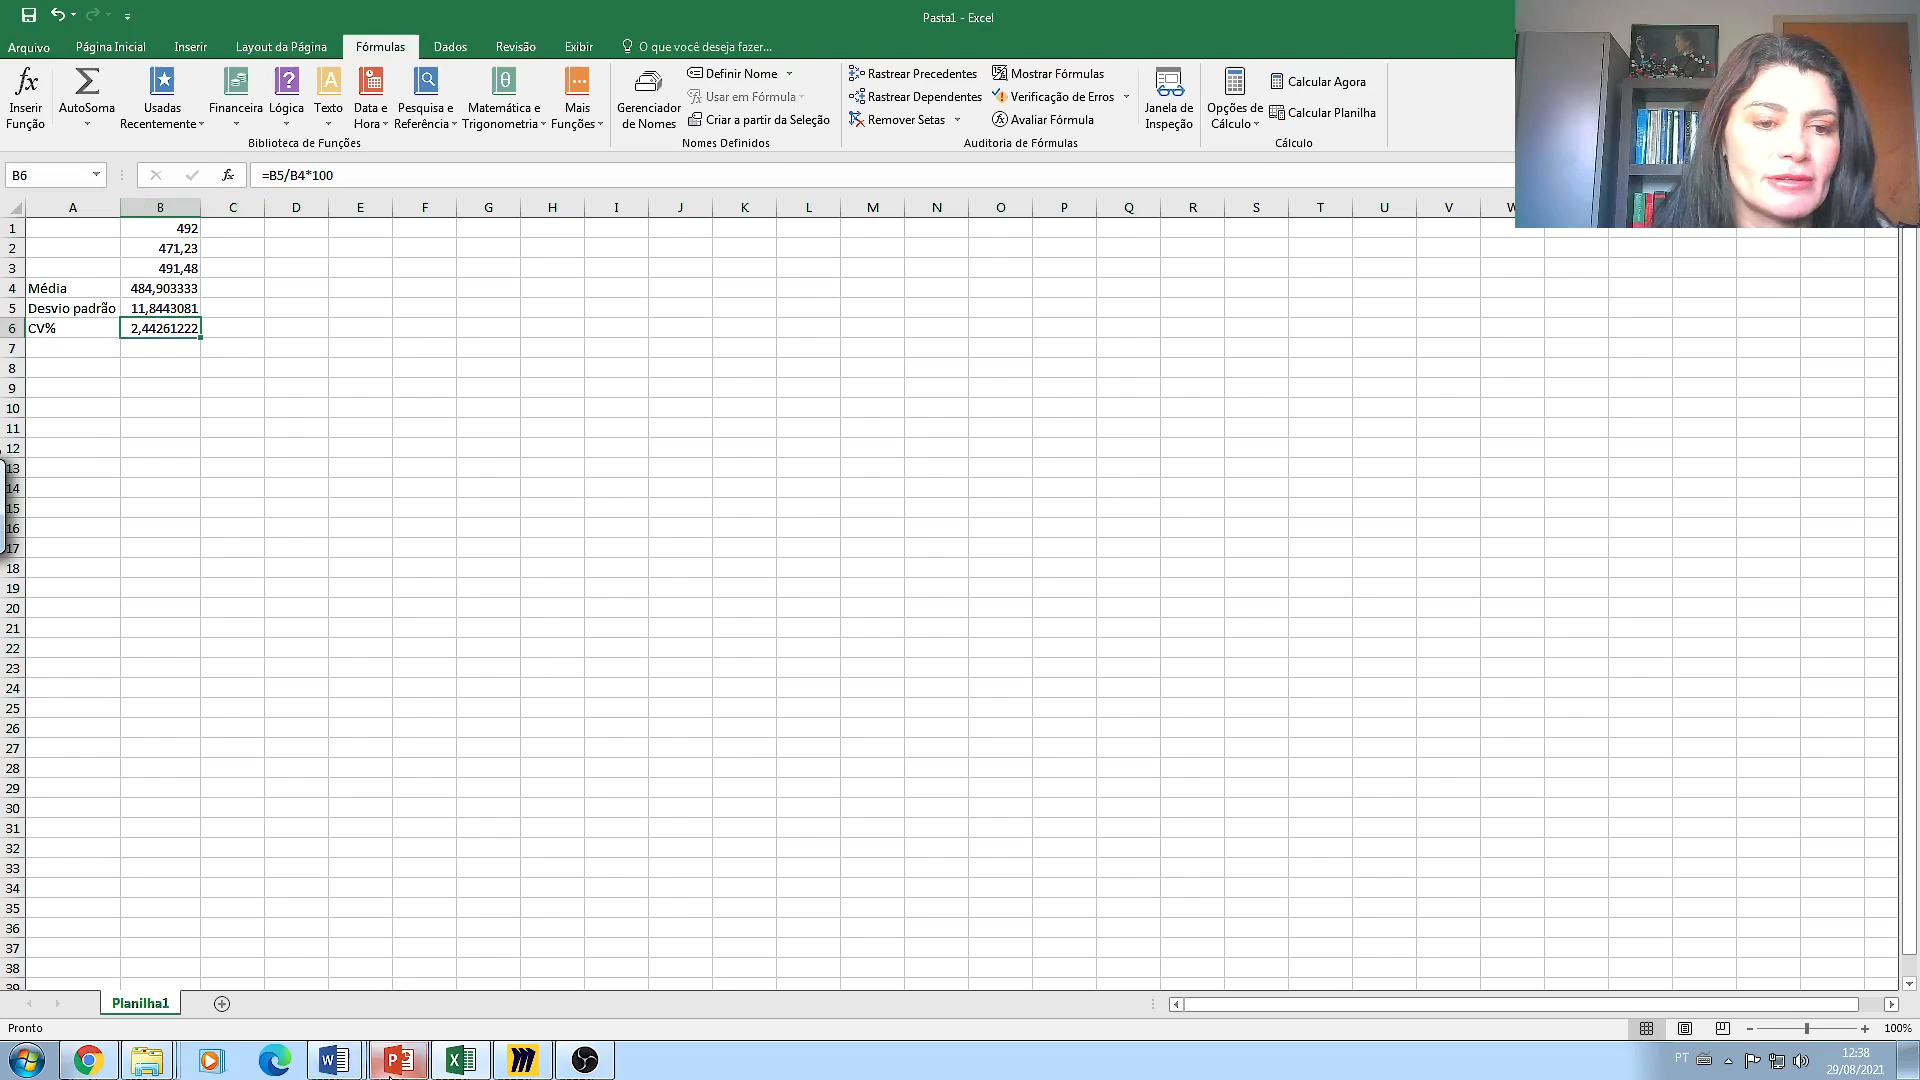 Pasta1 - Excel
Arquivo Página Inicial Inserir Layout da Página Fórmulas Dados Revisão Exibir O que você deseja fazer...
fx Inserir Função
AutoSoma
Usadas Recentemente
Financeira
Lógica
Texto
Data e Hora
Pesquisa e Referência
Matemática e Trigonometria
Mais Funções
Biblioteca de Funções
Gerenciador de Nomes
Definir Nome
Usar em Fórmula
Criar a partir da Seleção
Nomes Definidos
Rastrear Precedentes
Rastrear Dependentes
Remover Setas
Mostrar Fórmulas
Verificação de Erros
Avaliar Fórmula
Auditoria de Fórmulas
Janela de Inspeção
Opções de Cálculo
Calcular Agora
Calcular Planilha
Cálculo
B6 fx =B5/B4*100
A B C D E F G H I J K L M N O P Q R S T U V W
1 492
2 471,23
3 491,48
4 Média 484,903333
5 Desvio padrão 11,8443081
6 CV% 2,44261222
7
8
9
10
11
12
13
14
15
16
17
18
19
20
21
22
23
24
25
26
27
28
29
30
31
32
33
34
35
36
37
38
39
Planilha1
Pronto
100%
PT
12:38
29/08/2021